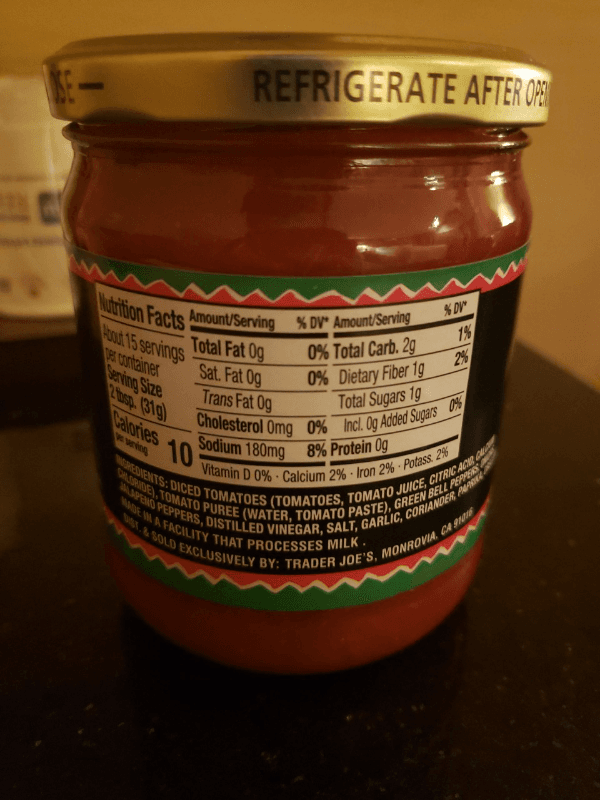 SE —
REFRIGERATE AFTER OPEN
Nutrition Facts
About 15 servings
per container
Serving Size
2 tbsp. (31g)
Calories
per serving
10
Amount/Serving % DV*
Total Fat 0g 0%
Sat. Fat 0g 0%
Trans Fat 0g
Cholesterol 0mg 0%
Sodium 180mg 8%
Amount/Serving % DV*
Total Carb. 2g 1%
Dietary Fiber 1g 2%
Total Sugars 1g
Incl. 0g Added Sugars 0%
Protein 0g
Vitamin D 0% · Calcium 2% · Iron 2% · Potass. 2%
INGREDIENTS: DICED TOMATOES (TOMATOES, TOMATO JUICE, CITRIC ACID,
CHLORIDE), TOMATO PUREE (WATER, TOMATO PASTE), GREEN BELL PEPPERS,
JALAPENO PEPPERS, DISTILLED VINEGAR, SALT, GARLIC, CORIANDER,
MADE IN A FACILITY THAT PROCESSES MILK.
DIST. & SOLD EXCLUSIVELY BY: TRADER JOE'S, MONROVIA, CA 91016